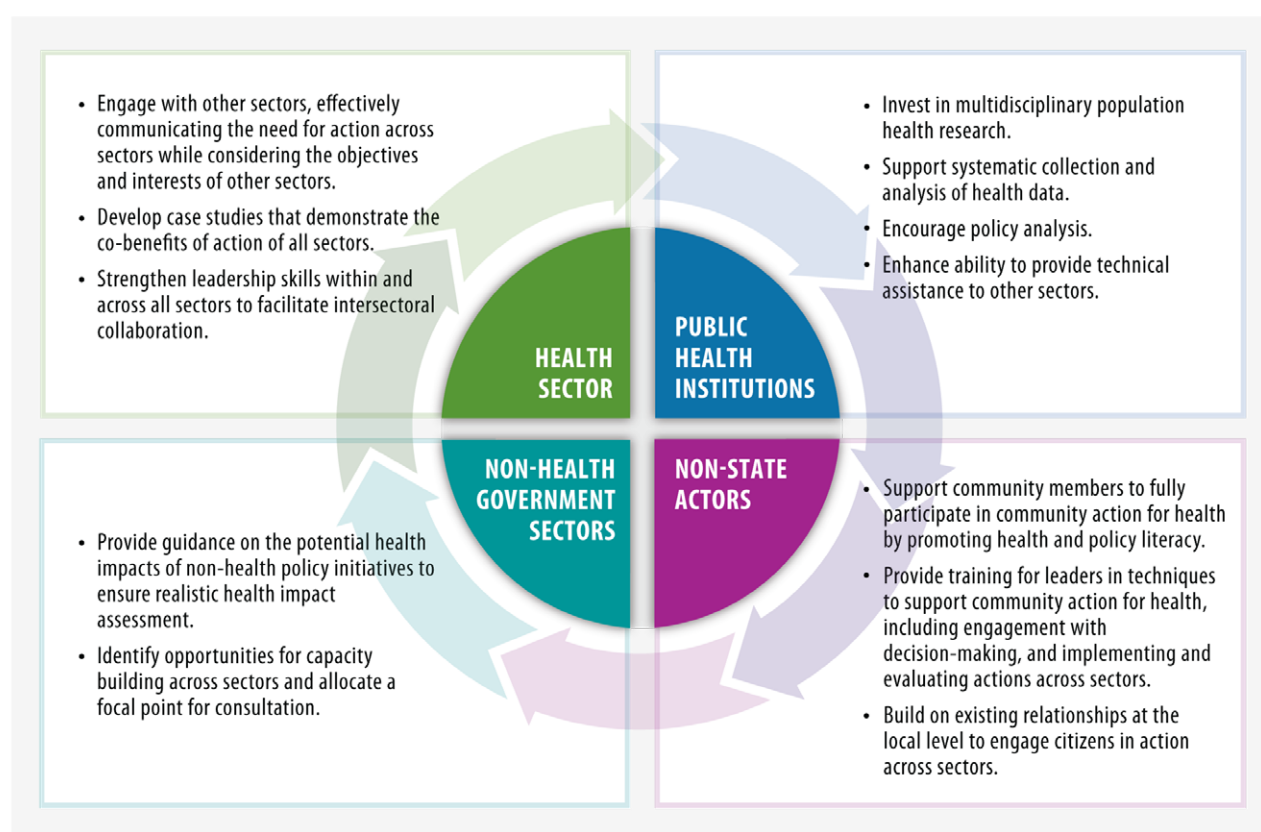 • Engage with other sectors, effectively
communicating the need for action across
sectors while considering the objectives
and interests of other sectors.
• Develop case studies that demonstrate the
co-benefits of action of all sectors.
• Strengthen leadership skills within and
across all sectors to facilitate intersectoral
collaboration.
HEALTH
SECTOR
• Invest in multidisciplinary population
health research.
• Support systematic collection and
analysis of health data.
• Encourage policy analysis.
• Enhance ability to provide technical
assistance to other sectors.
PUBLIC
HEALTH
INSTITUTIONS
NON-HEALTH
GOVERNMENT
SECTORS
• Provide guidance on the potential health
impacts of non-health policy initiatives to
ensure realistic health impact
assessment.
• Identify opportunities for capacity
building across sectors and allocate a
focal point for consultation.
NON-STATE
ACTORS
• Support community members to fully
participate in community action for health
by promoting health and policy literacy.
• Provide training for leaders in techniques
to support community action for health,
including engagement with
decision-making, and implementing and
evaluating actions across sectors.
• Build on existing relationships at the
local level to engage citizens in action
across sectors.